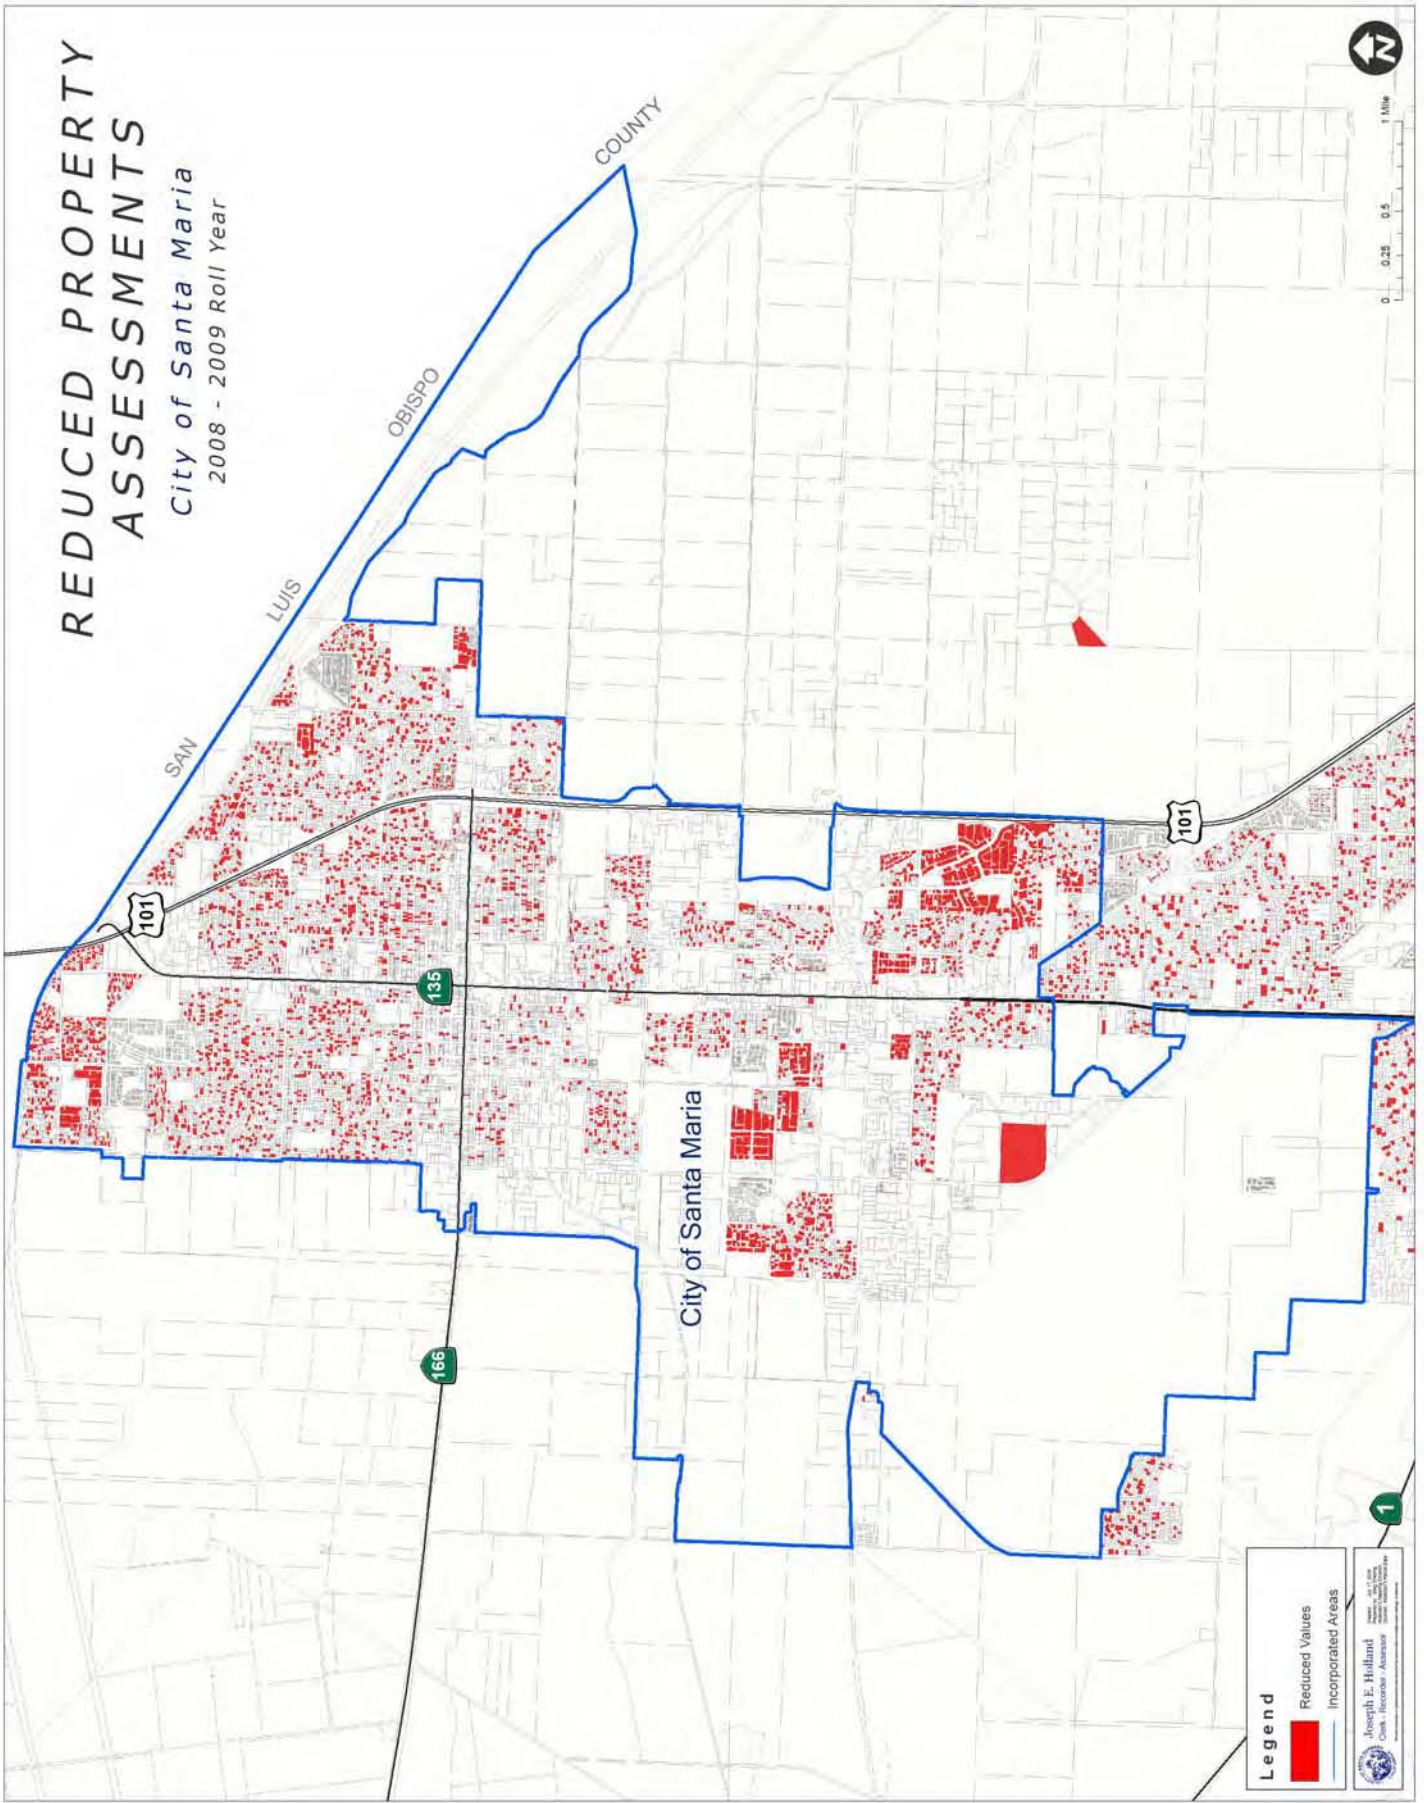 REDUCED PROPERTY
ASSESSMENTS
City of Santa Maria
2008 - 2009 Roll Year
SAN
LUIS
OBISPO
COUNTY
101
135
166
101
1
City of Santa Maria
N
0 0.25 0.5 1 Mile
Legend
Reduced Values
Incorporated Areas
Joseph E. Holland
Clerk - Recorder - Assessor